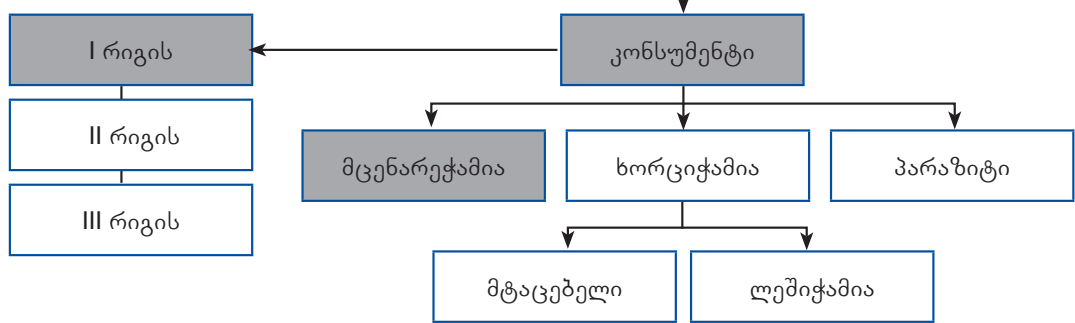 I რიგის
კონსუმენტი
II რიგის
მცენარეჭამია
ხორციჭამია
პარაზიტი
III რიგის
მტაცებელი
ლეშიჭამია